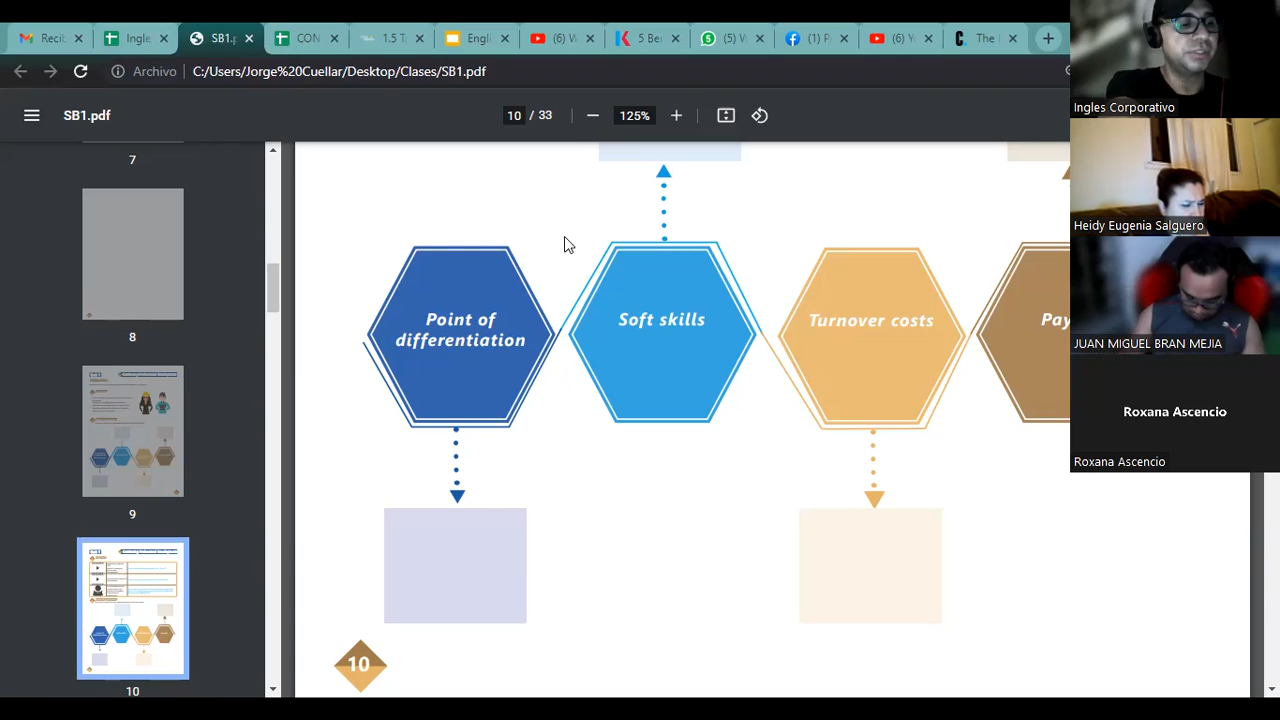 Recib
Ingle
SB1.p
CON
1.5 T
Engli
(6) W
5 Ber
(5) V
(1) P
(6) Y
The
Archivo
C:/Users/Jorge%20Cuellar/Desktop/Clases/SB1.pdf
SB1.pdf
10 / 33
125%
7
8
9
10
Point of
differentiation
Soft skills
Turnover costs
Pay
10
Ingles Corporativo
Heidy Eugenia Salguero
JUAN MIGUEL BRAN MEJIA
Roxana Ascencio
Roxana Ascencio